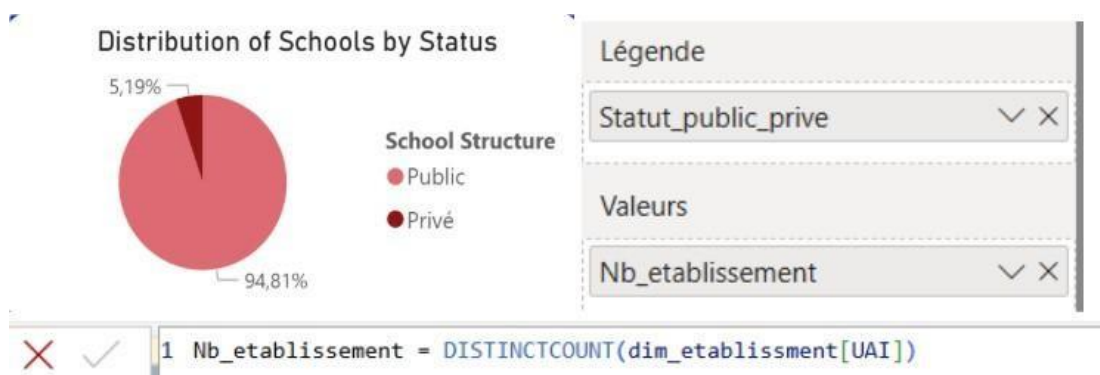 Distribution of Schools by Status
5,19%
School Structure
Public
Privé
94,81%
Légende
Statut_public_prive
Valeurs
Nb_etablissement
1 Nb_etablissement = DISTINCTCOUNT(dim_etablissment[UAI])